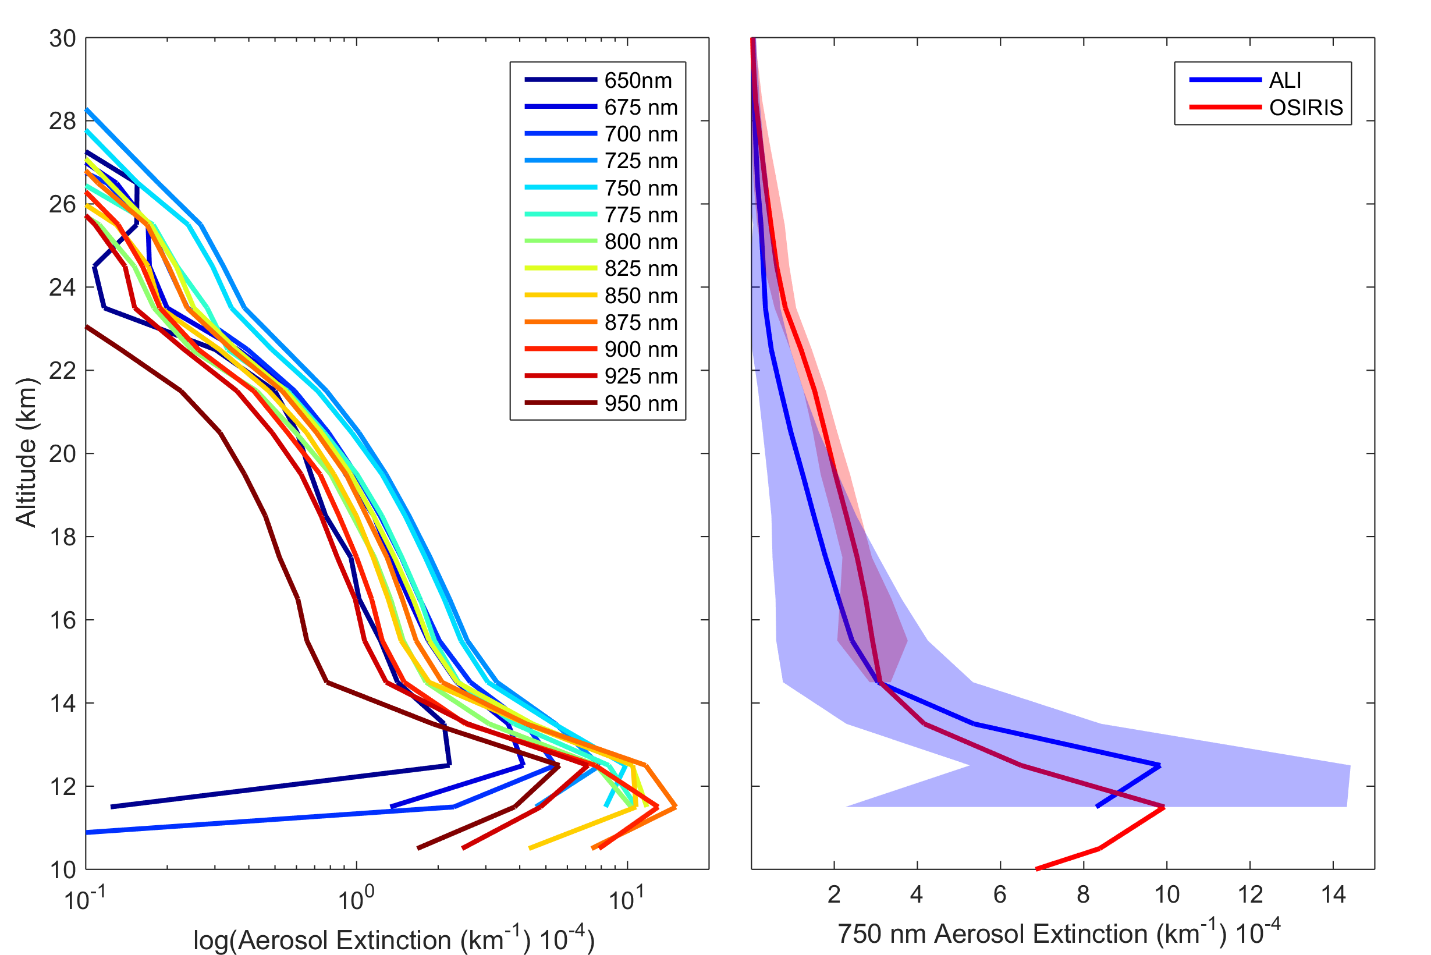 30
28
26
24
22
20
18
16
14
12
10
Altitude (km)
10^-1
10^0
10^1
log(Aerosol Extinction (km^-1) 10^-4)
650nm
675 nm
700 nm
725 nm
750 nm
775 nm
800 nm
825 nm
850 nm
875 nm
900 nm
925 nm
950 nm
ALI
OSIRIS
2
4
6
8
10
12
14
750 nm Aerosol Extinction (km^-1) 10^-4